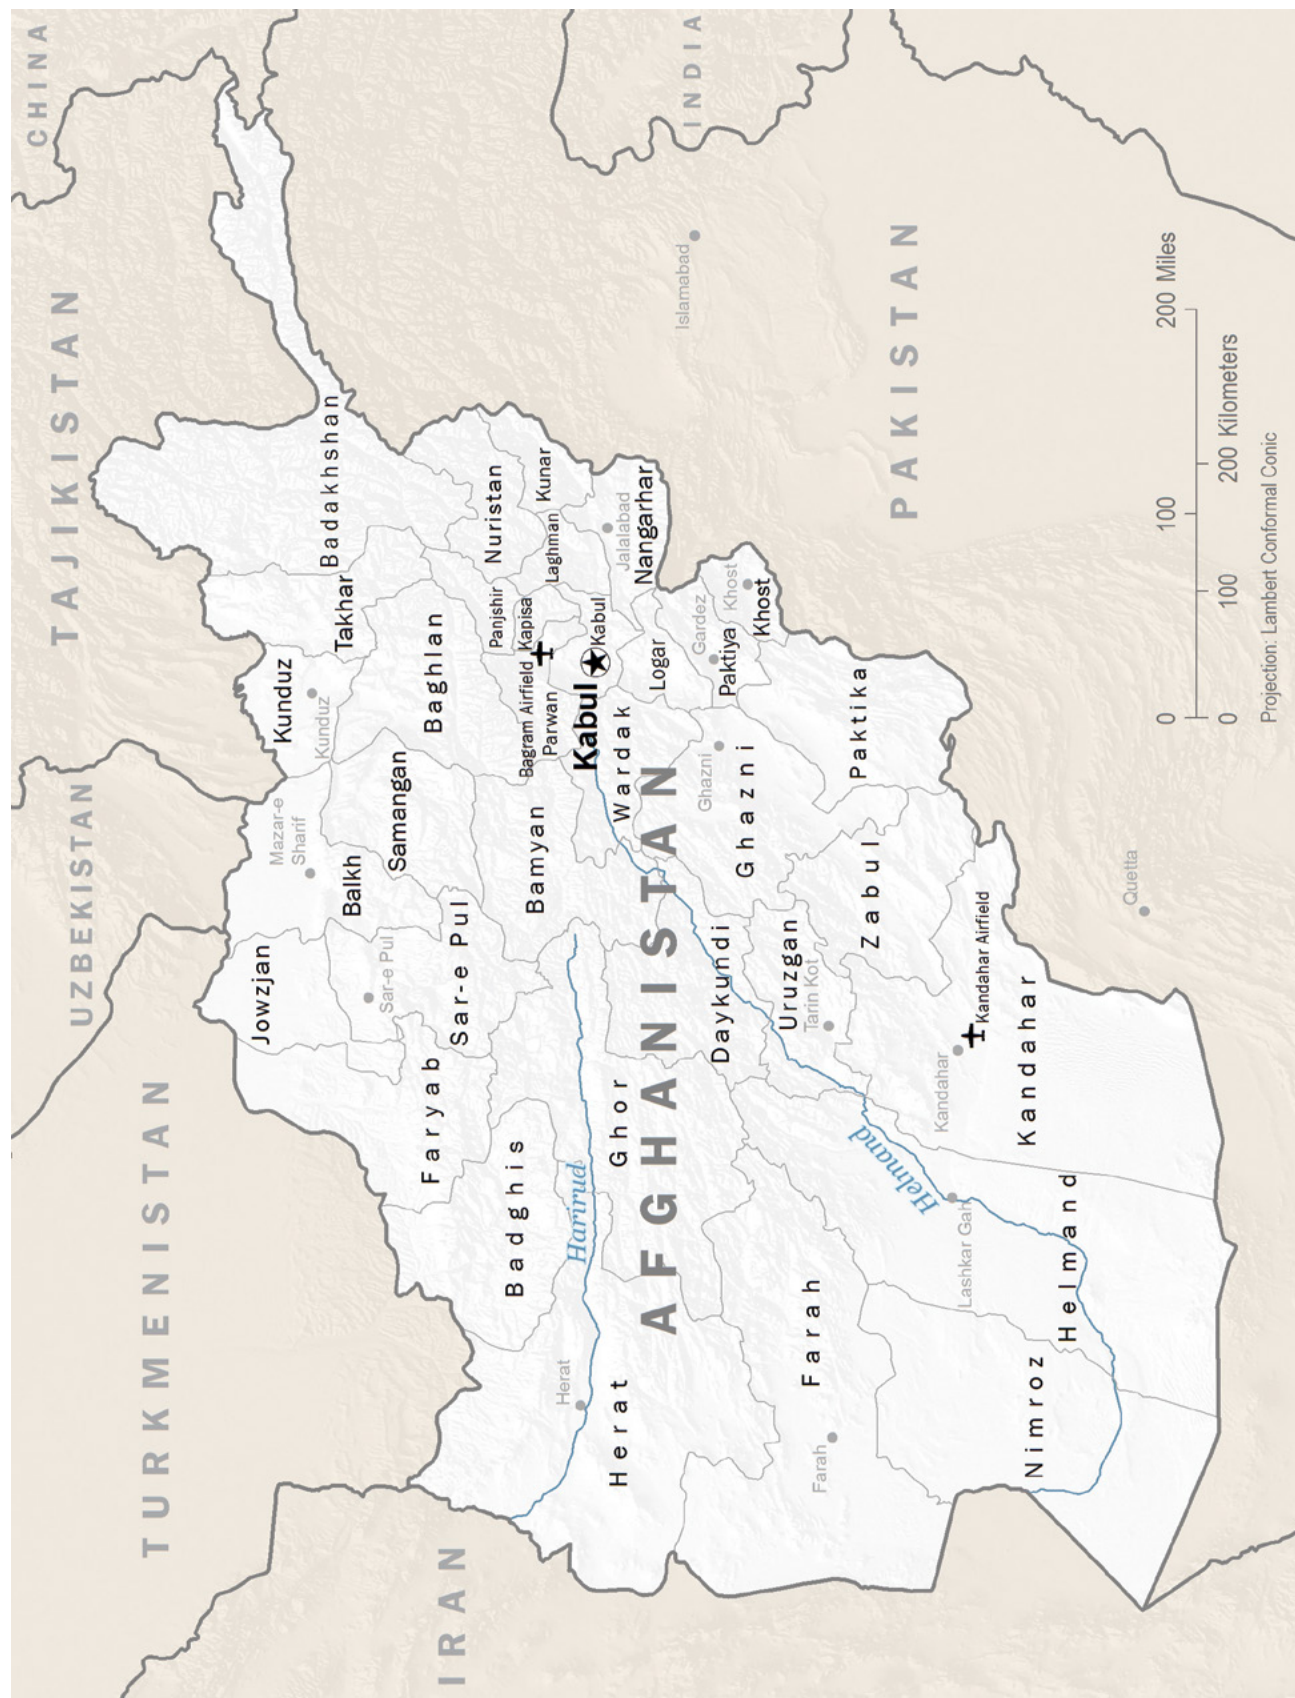 CHINA
TAJIKISTAN
UZBEKISTAN
TURKMENISTAN
IRAN
INDIA
PAKISTAN
AFGHANISTAN
Badakhshan
Takhar
Kunduz
Kunduz
Mazar-e
Sharif
Balkh
Jowzjan
Samangan
Baghlan
Sar-e Pul
Sar-e Pul
Faryab
Badghis
Nuristan
Kunar
Laghman
Panjshir
Kapisa
Bagram Airfield
Parwan
Kabul
Kabul
Bamyan
Jalalabad
Nangarhar
Logar
Wardak
Harirud
Ghor
Herat
Herat
Islamabad
Gardez
Khost
Khost
Paktiya
Ghazni
Ghazni
Daykundi
Uruzgan
Tarin Kot
Paktika
Zabul
Farah
Farah
Helmand
Kandahar
Kandahar Airfield
Kandahar
Lashkar Gah
Helmand
Nimroz
Quetta
0 100 200 Miles
0 100 200 Kilometers
Projection: Lambert Conformal Conic